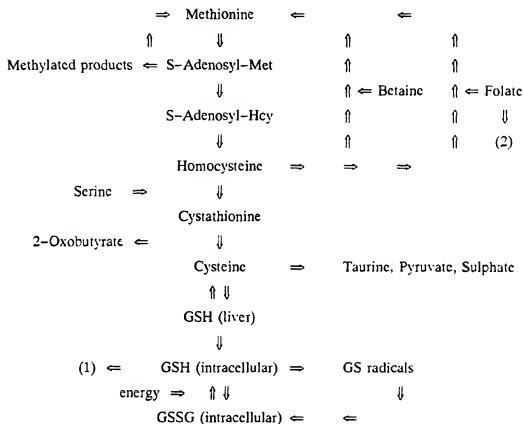 ⇒ Methionine ⇐ ⇐
⇑ ⇓ ⇑ ⇑
Methylated products ⇐ S-Adenosyl-Met ⇑ ⇑
⇓ ⇑ ⇐ Betaine ⇑ ⇐ Folate
S-Adenosyl-Hcy ⇑ ⇑ ⇓
⇓ ⇑ ⇑ (2)
Homocysteine ⇒ ⇒ ⇒
Serine ⇒ ⇓
Cystathionine
2-Oxobutyrate ⇐ ⇓
Cysteine ⇒ Taurine, Pyruvate, Sulphate
⇑ ⇓
GSH (liver)
⇓
(1) ⇐ GSH (intracellular) ⇒ GS radicals
energy ⇒ ⇑ ⇓ ⇓
GSSG (intracellular) ⇐ ⇐